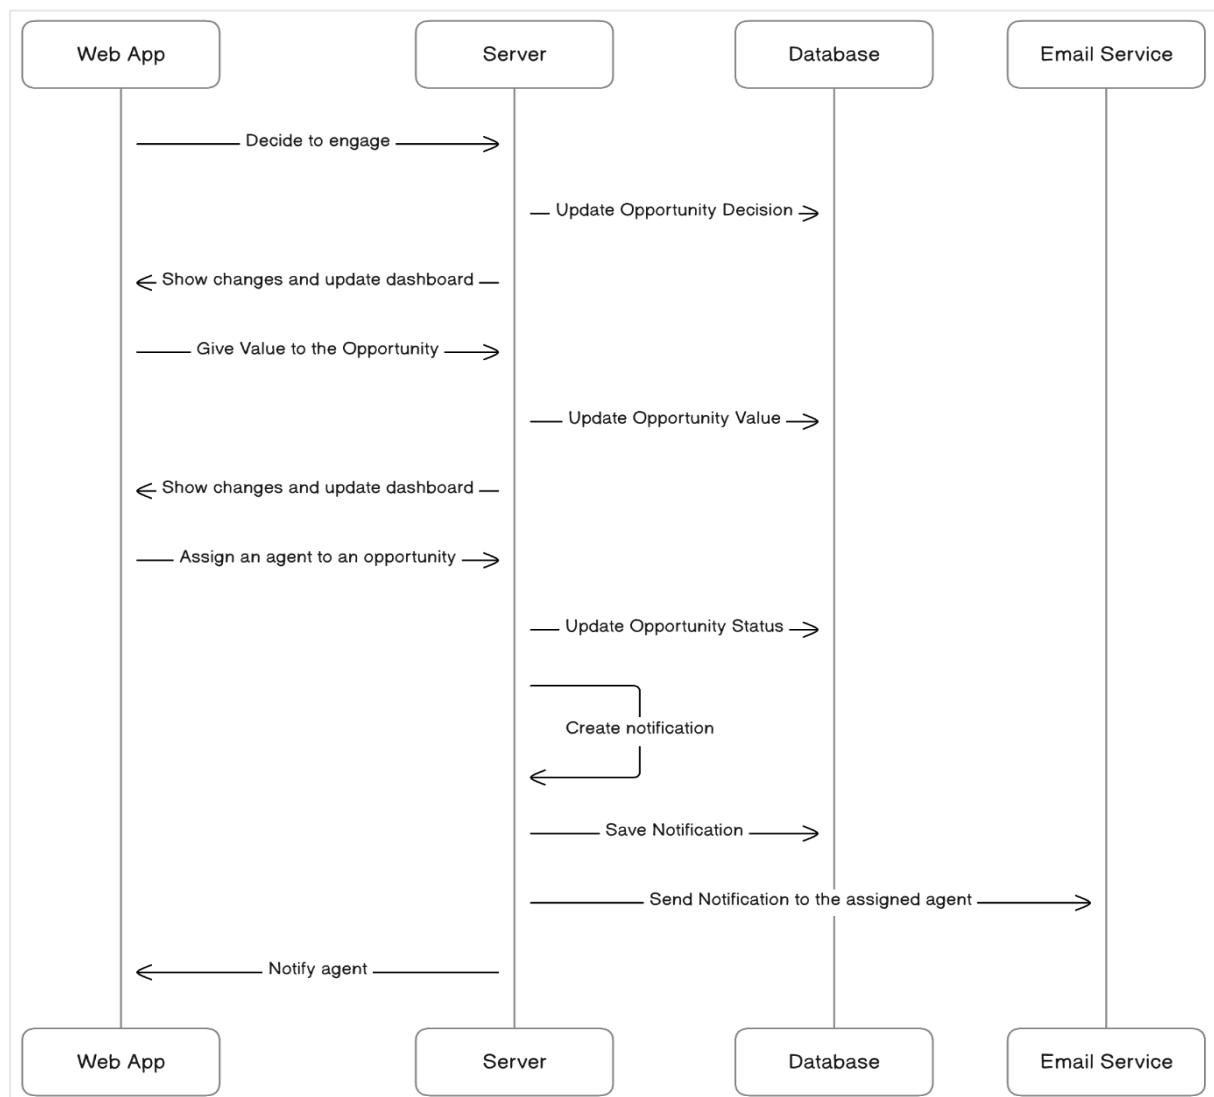 Web App
Server
Database
Email Service
Decide to engage
Update Opportunity Decision
Show changes and update dashboard
Give Value to the Opportunity
Update Opportunity Value
Show changes and update dashboard
Assign an agent to an opportunity
Update Opportunity Status
Create notification
Save Notification
Send Notification to the assigned agent
Notify agent
Web App
Server
Database
Email Service